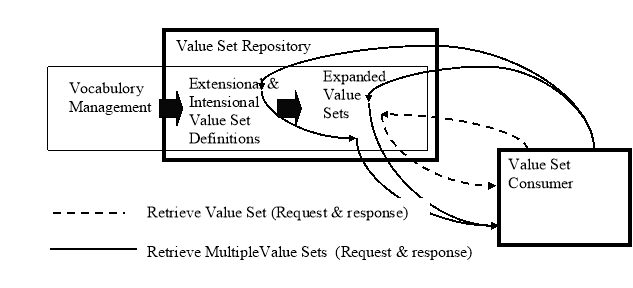 Value Set Repository
Vocabulory
Management
Extensional &
Intensional
Value Set
Definitions
Expanded
Value
Sets
Value Set
Consumer
Retrieve Value Set (Request & response)
Retrieve MultipleValue Sets (Request & response)